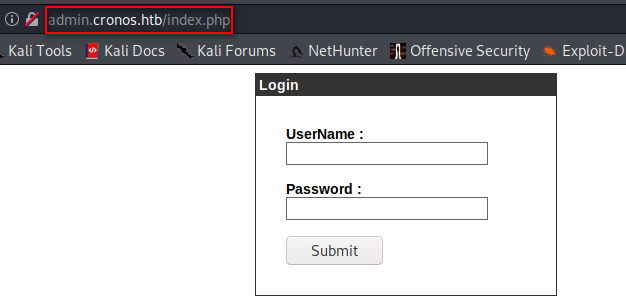 admin.cronos.htb/index.php
Kali Tools Kali Docs Kali Forums NetHunter Offensive Security Exploit-D
Login
UserName :
Password :
Submit